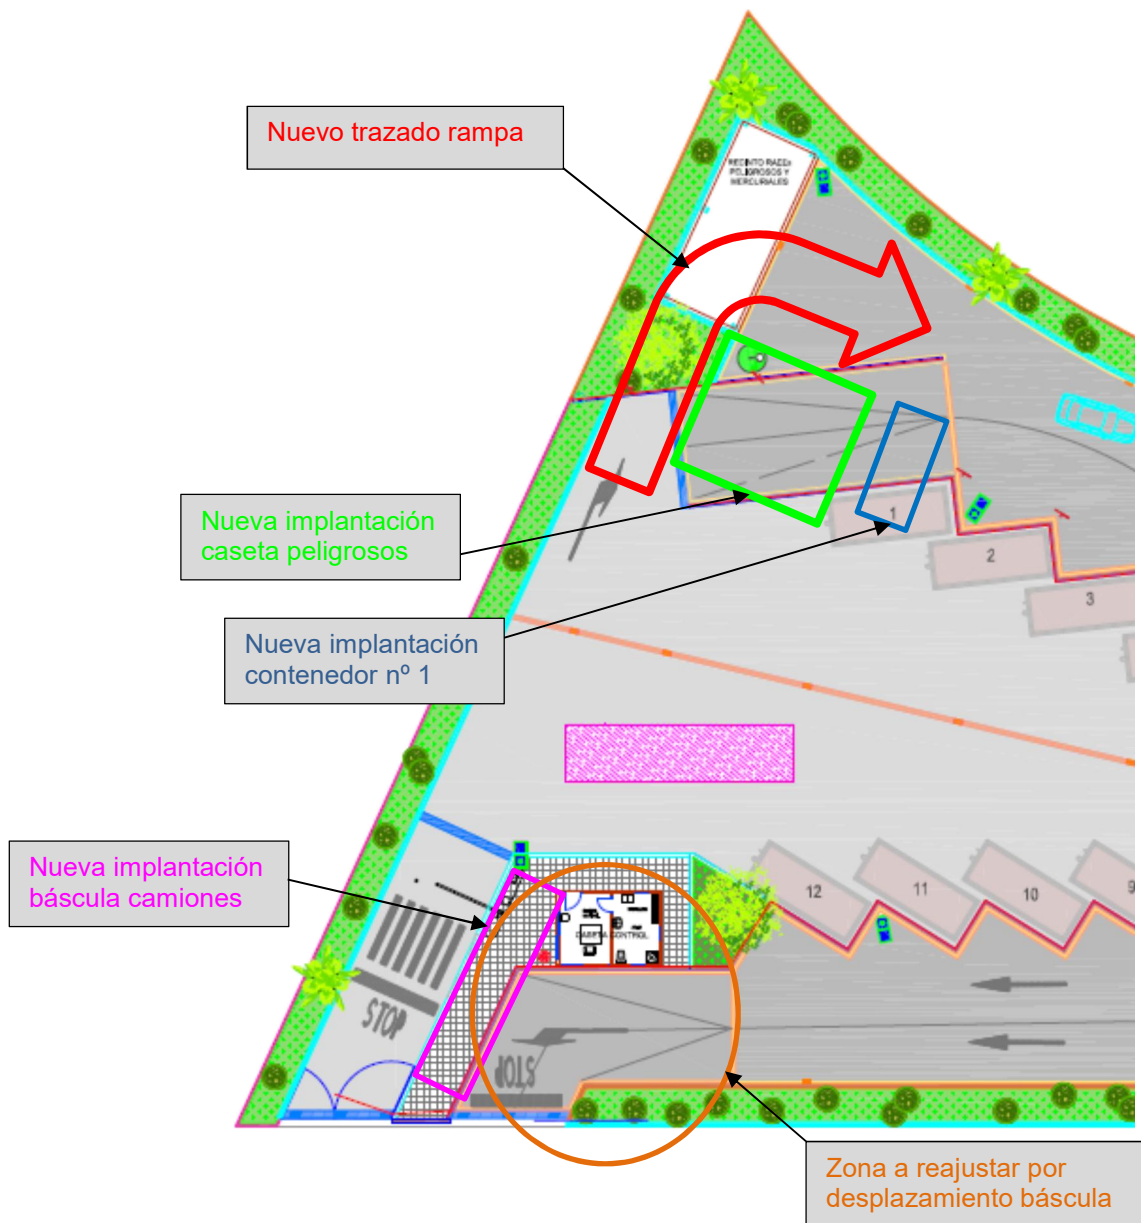 Nuevo trazado rampa
RECINTO RAEEs
PELIGROSOS Y
MERCURIALES
Nueva implantación
caseta peligrosos
1
2
3
Nueva implantación
contenedor nº 1
Nueva implantación
báscula camiones
12
11
10
9
CASETA CONTROL
STOP
STOP
Zona a reajustar por
desplazamiento báscula